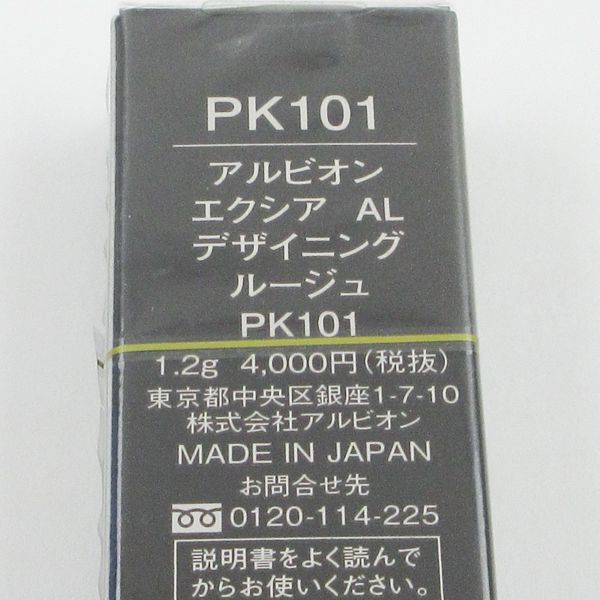 PK101
アルビオン
エクシア AL
デザイニング
ルージュ
PK101
1.2g 4,000円(税抜)
東京都中央区銀座1-7-10
株式会社アルビオン
MADE IN JAPAN
お問合せ先
0120-114-225
説明書をよく読んで
からお使いください。